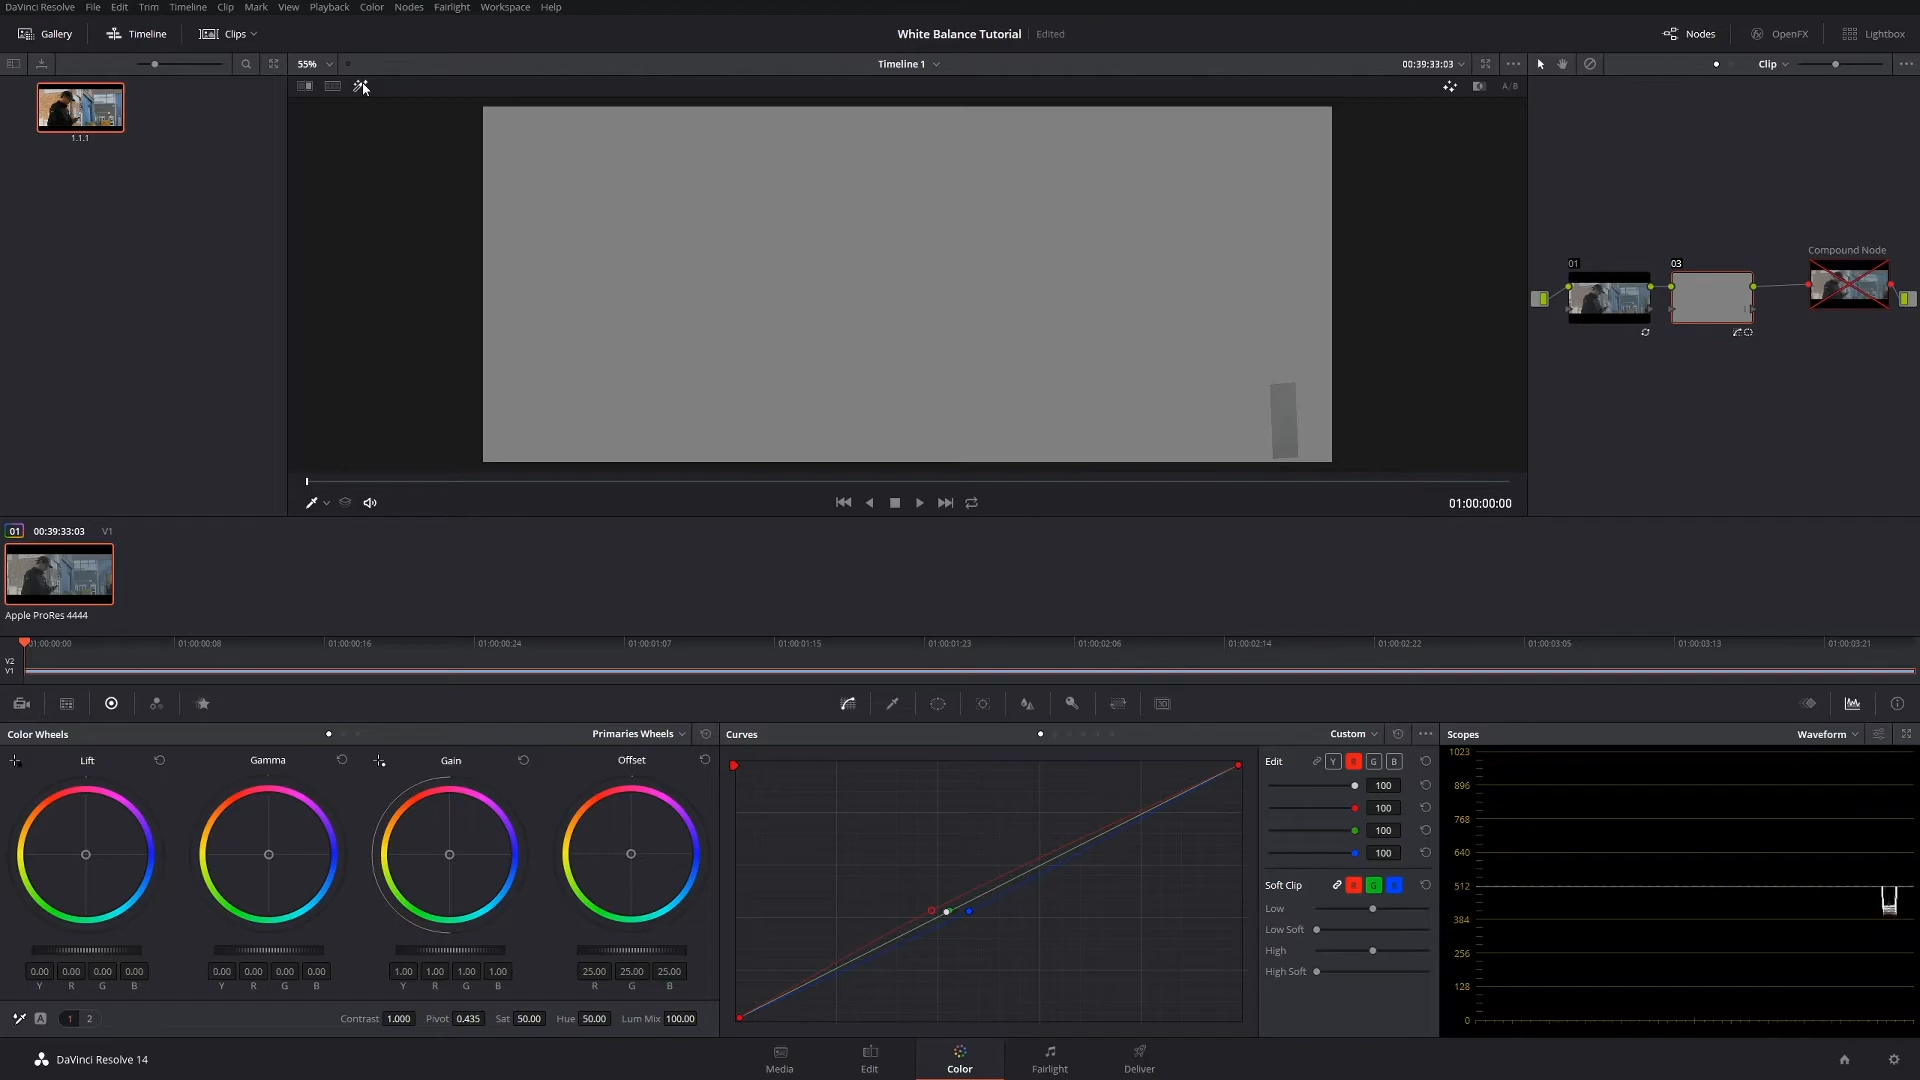 DaVinci Resolve File Edit Trim Timeline Clip Mark View Playback Color Nodes Fairlight Workspace Help
Gallery Timeline Clips White Balance Tutorial Edited Nodes OpenFX Lightbox
55% Timeline 1 00:39:33:03 Clip
A/B
1.1.1
Compound Node
01 03
01:00:00:00
01 00:39:33:03 V1
Apple ProRes 4444
01:00:00:00 01:00:00:08 01:00:00:16 01:00:00:24 01:00:01:07 01:00:01:15 01:00:01:23 01:00:02:06 01:00:02:14 01:00:02:22 01:00:03:05 01:00:03:13 01:00:03:21
V2
V1
Color Wheels Primaries Wheels Curves Custom Scopes Waveform
Lift Gamma Gain Offset
Edit Y R G B
100
100
100
100
Soft Clip R G B
Low
Low Soft
High
High Soft
1023
896
768
640
512
384
256
128
0
0.00 0.00 0.00 0.00 0.00 0.00 0.00 0.00 1.00 1.00 1.00 1.00 25.00 25.00 25.00
Y R G B Y R G B Y R G B R G B
A 1 2 Contrast 1.000 Pivot 0.435 Sat 50.00 Hue 50.00 Lum Mix 100.00
DaVinci Resolve 14 Media Edit Color Fairlight Deliver